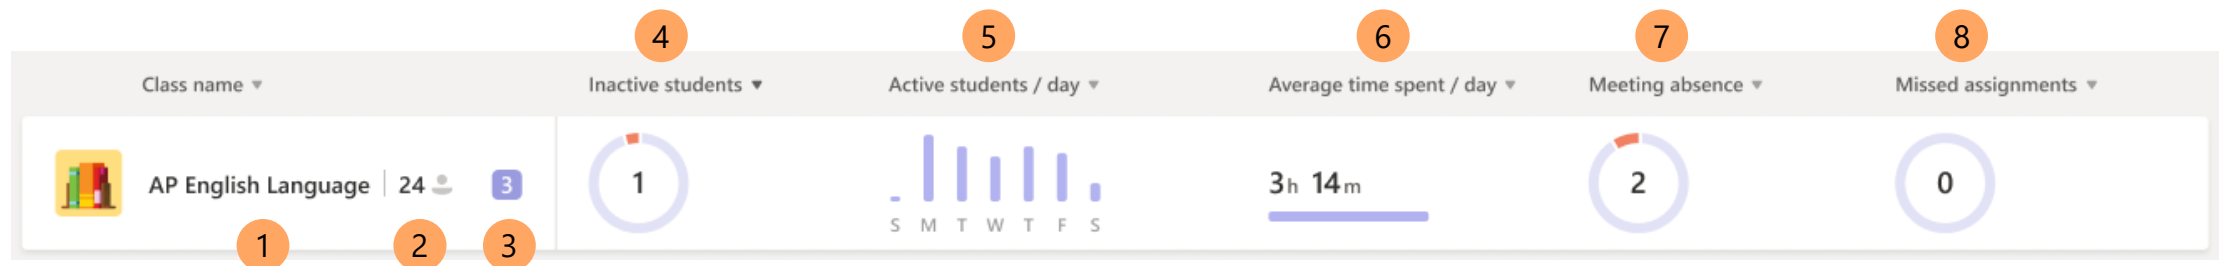 4 5 6 7 8
Class name Inactive students Active students / day Average time spent / day Meeting absence Missed assignments
AP English Language 24 3 1 3h 14m 2 0
S M T W T F S
1 2 3